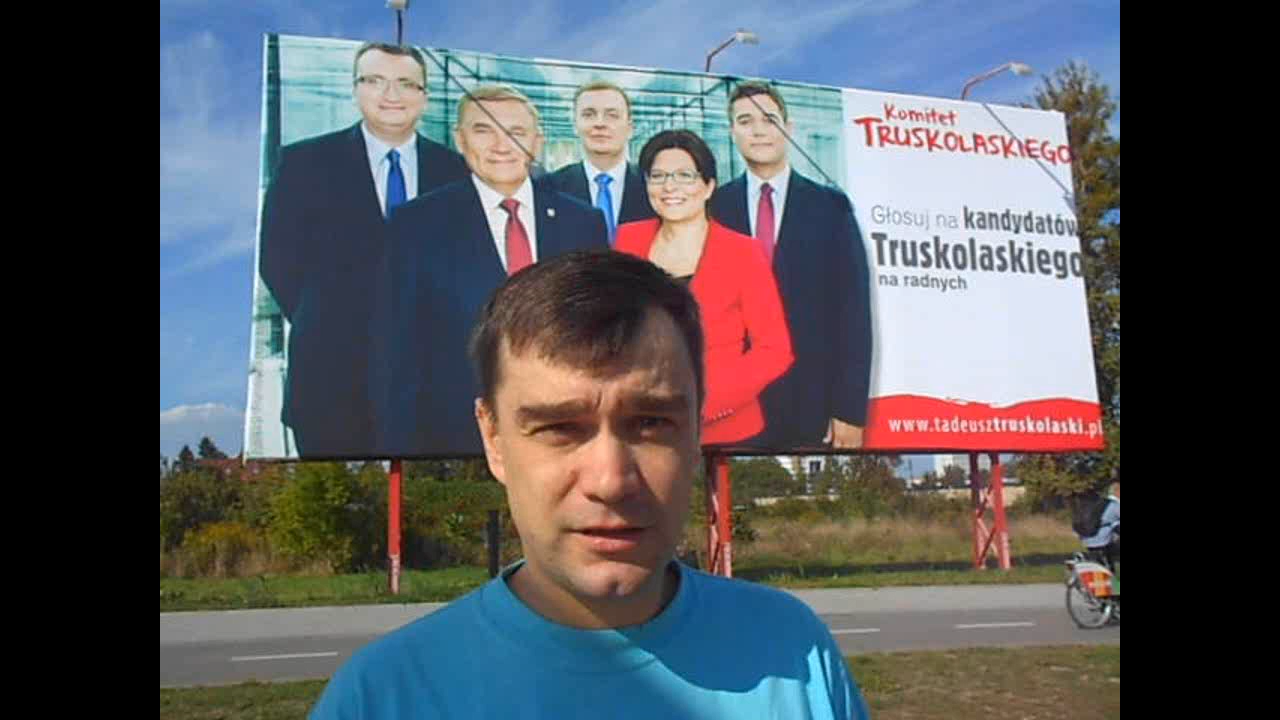 Komitet
TRUSKOLASKIEGO
Głosuj na kandydatów
Truskolaskiego
na radnych
www.tadeusztruskolaski.pl